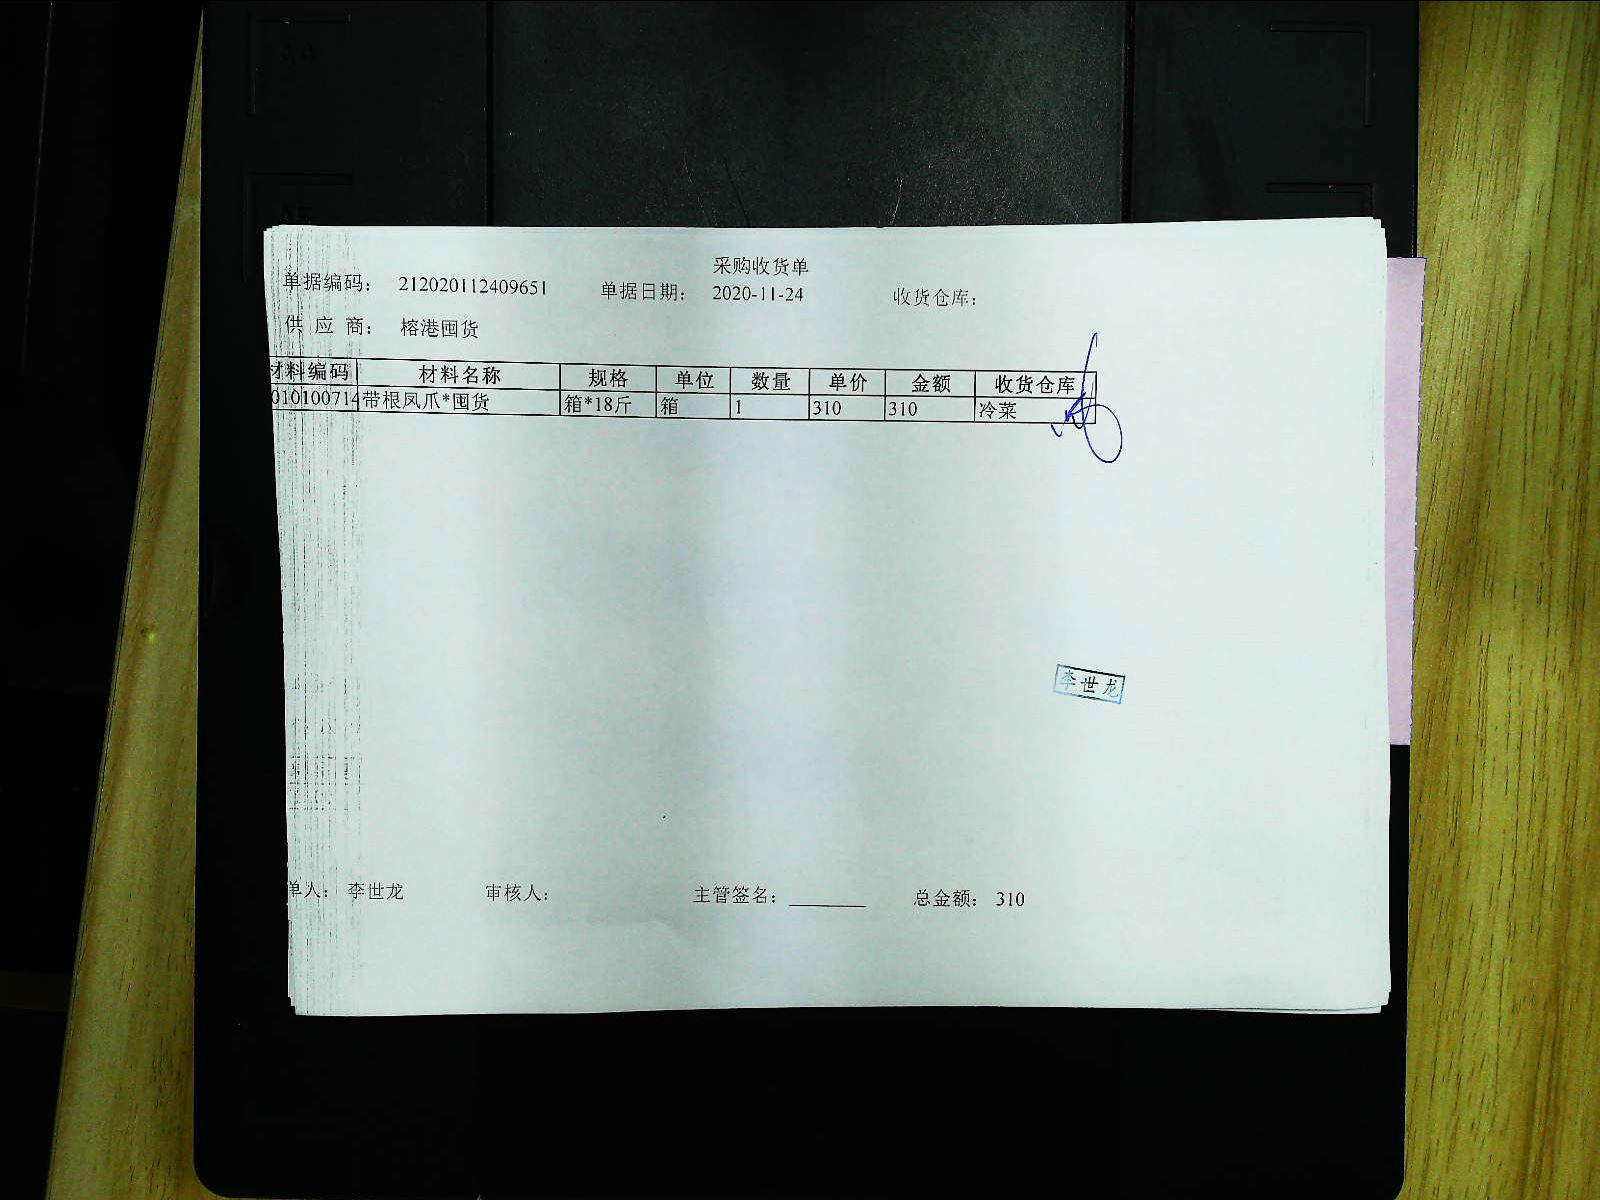 采购收货单
单据编码： 212020112409651 单据日期： 2020-11-24 收货仓库：
供 应 商： 榕港囤货
材料编码 材料名称 规格 单位 数量 单价 金额 收货仓库
010100714 带根凤爪*囤货 箱*18斤 箱 1 310 310 冷菜
李世龙
单人： 李世龙 审核人： 主管签名： ________ 总金额： 310